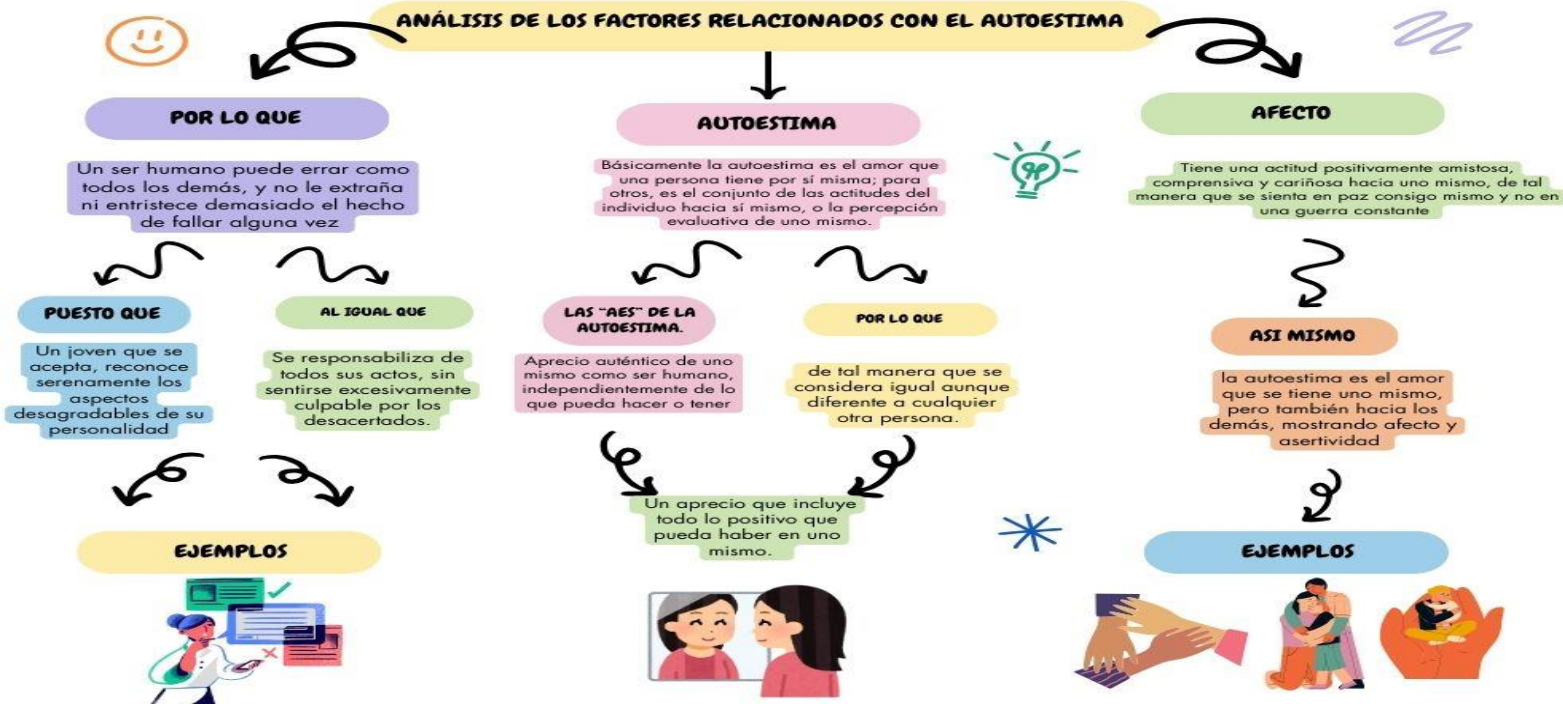 ANÁLISIS DE LOS FACTORES RELACIONADOS CON EL AUTOESTIMA
POR LO QUE
Un ser humano puede errar como
todos los demás, y no le extraña
ni entristece demasiado el hecho
de fallar alguna vez
PUESTO QUE
Un joven que se
acepta, reconoce
serenamente los
aspectos
desagradables de su
personalidad
AL IGUAL QUE
Se responsabiliza de
todos sus actos, sin
sentirse excesivamente
culpable por los
desacertados.
EJEMPLOS
AUTOESTIMA
Básicamente la autoestima es el amor que
una persona tiene por sí misma; para
otros, es el conjunto de las actitudes del
individuo hacia sí mismo, o la percepción
evaluativa de uno mismo.
LAS "AES" DE LA
AUTOESTIMA.
Aprecio auténtico de uno
mismo como ser humano,
independientemente de lo
que pueda hacer o tener
POR LO QUE
de tal manera que se
considera igual aunque
diferente a cualquier
otra persona.
Un aprecio que incluye
todo lo positivo que
pueda haber en uno
mismo.
AFECTO
Tiene una actitud positivamente amistosa,
comprensiva y cariñosa hacia uno mismo, de tal
manera que se sienta en paz consigo mismo y no en
una guerra constante
ASI MISMO
la autoestima es el amor
que se tiene uno mismo,
pero también hacia los
demás, mostrando afecto y
asertividad
EJEMPLOS